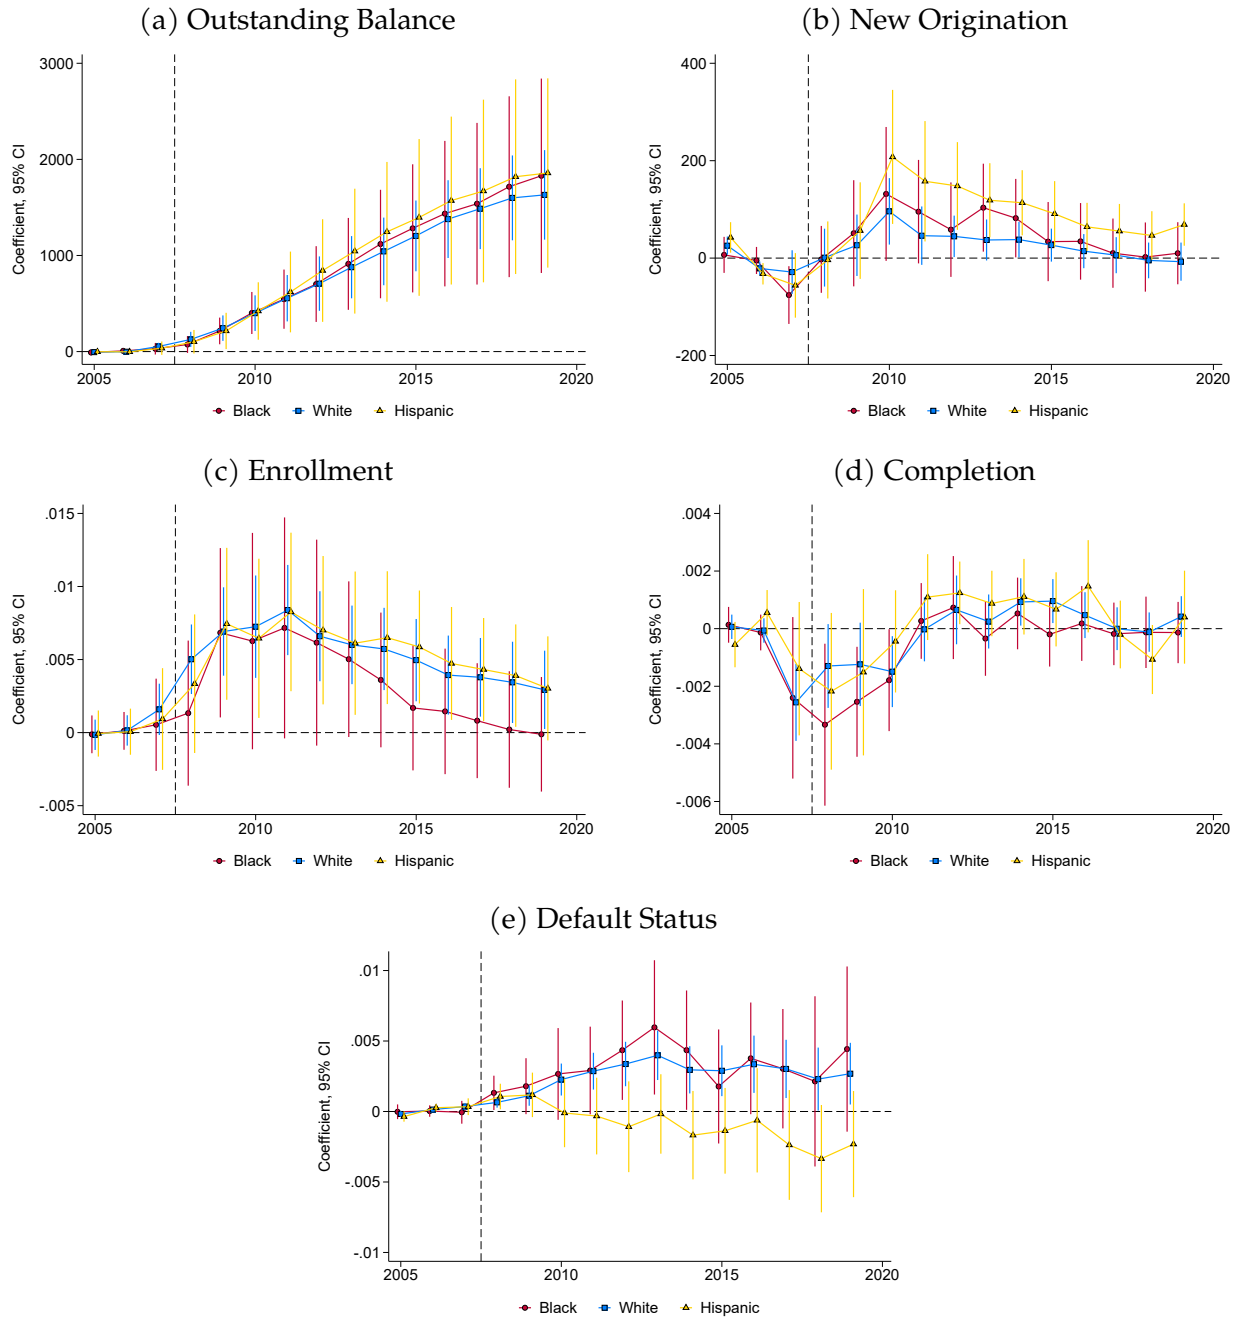 (a) Outstanding Balance
Coefficient, 95% CI
3000
2000
1000
0
2005 2010 2015 2020
Black White Hispanic
(b) New Origination
Coefficient, 95% CI
400
200
0
-200
2005 2010 2015 2020
Black White Hispanic
(c) Enrollment
Coefficient, 95% CI
.015
.01
.005
0
-.005
2005 2010 2015 2020
Black White Hispanic
(d) Completion
Coefficient, 95% CI
.004
.002
0
-.002
-.004
-.006
2005 2010 2015 2020
Black White Hispanic
(e) Default Status
Coefficient, 95% CI
.01
.005
0
-.005
-.01
2005 2010 2015 2020
Black White Hispanic